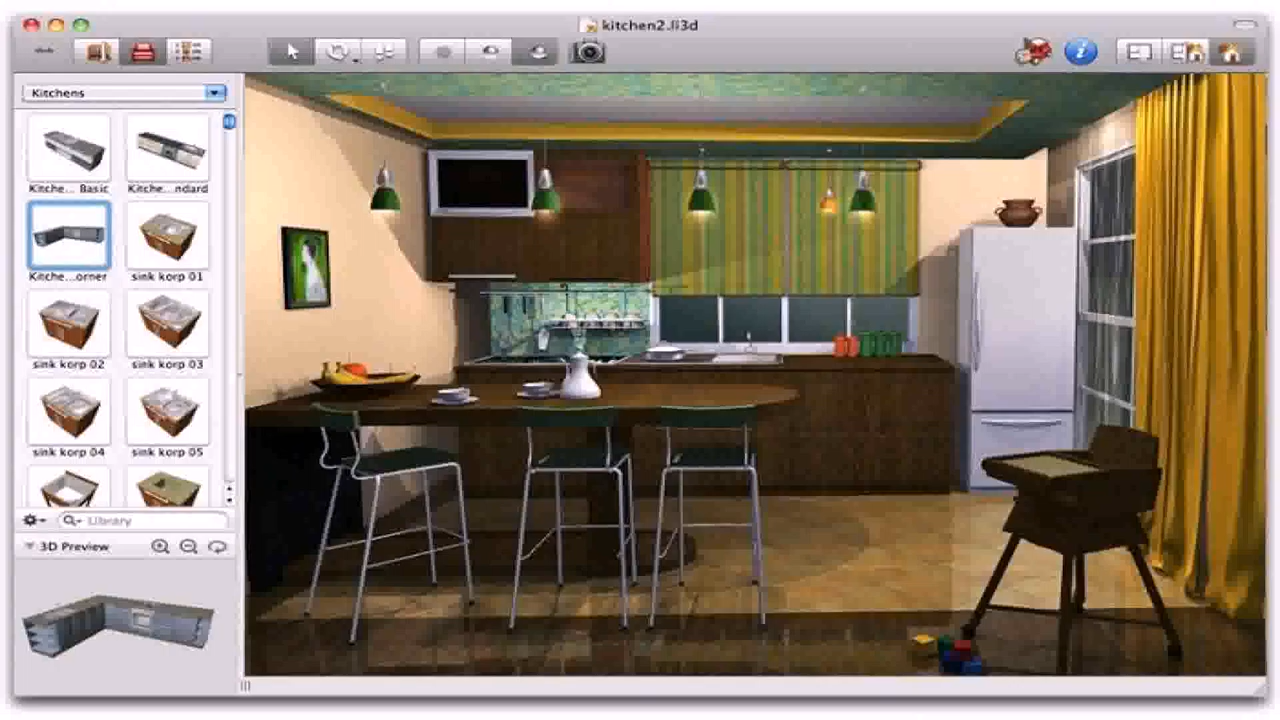 kitchen2.li3d
Kitchens
Kitche... Basic
Kitche...ndard
Kitche...orner
sink korp 01
sink korp 02
sink korp 03
sink korp 04
sink korp 05
Library
3D Preview